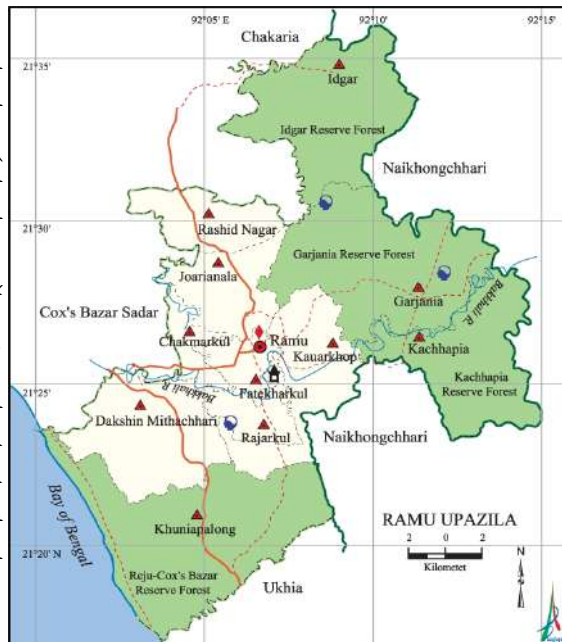 92°05' E
92°10'
92°15'
Chakaria
21°35'
Idgar
Idgar Reserve Forest
Naikhongchhari
21°30'
Rashid Nagar
Garjania Reserve Forest
Joarianala
Garjania
Bakkhali R.
Cox's Bazar Sadar
Chakmarkul
Ramu
Kauarkhop
Kachhapia
21°25'
Bakkhali R.
Fatekharkul
Kachhapia
Reserve Forest
Dakshin Mithachhari
Rajarkul
Naikhongchhari
Bay of Bengal
Khuniapalong
RAMU UPAZILA
2 0 2
Kilometet
N
21°20' N
Reju-Cox's Bazar
Reserve Forest
Ukhia